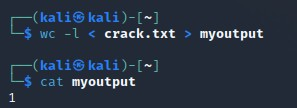 ┌──(kali㉿kali)-[~]
└─$ wc -l < crack.txt > myoutput
┌──(kali㉿kali)-[~]
└─$ cat myoutput
1